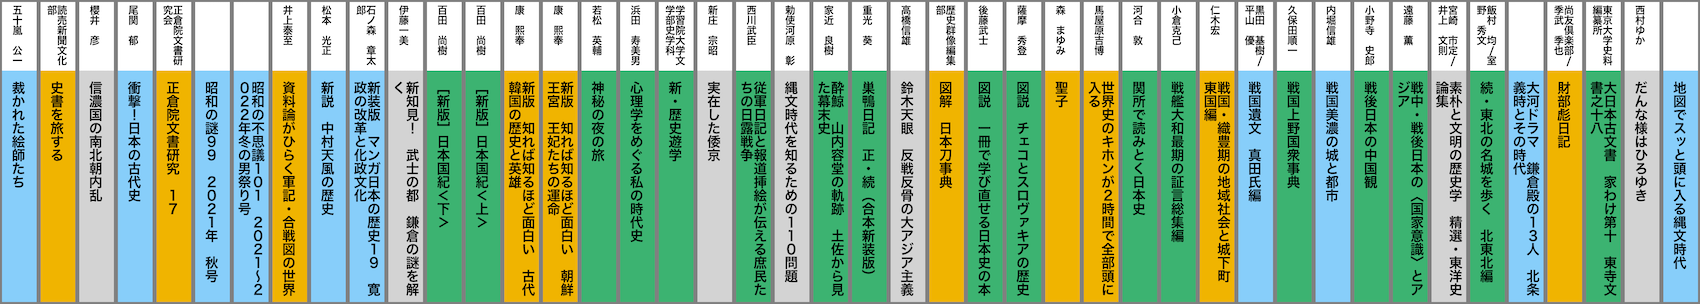 五十嵐　公一
裁かれた絵師たち
読売新聞文化
部
史書を旅する
櫻井　彦
信濃国の南北朝内乱
尾関　郁
衝撃！日本の古代史
正倉院文書研
究会
正倉院文書研究　１７
昭和の謎９９　２０２１年　秋号
昭和の不思議１０１　２０２１〜２
０２２年冬の男祭り号
井上泰至
資料論がひらく軍記・合戦図の世界
松本　光正
新説　中村天風の歴史
石ノ森　章太
郎
新装版　マンガ日本の歴史１９　寛
政の改革と化政文化
伊藤一美
新知見！　武士の都　鎌倉の謎を解
く
百田　尚樹
［新版］日本国紀＜下＞
百田　尚樹
［新版］日本国紀＜上＞
康　熙奉
新版　知れば知るほど面白い　古代
韓国の歴史と英雄
康　熙奉
新版　知れば知るほど面白い　朝鮮
王宮　王妃たちの運命
若松　英輔
神秘の夜の旅
浜田　寿美男
心理学をめぐる私の時代史
学習院大学文
学部史学科
新・歴史遊学
新庄　宗昭
実在した倭京
西川武臣
従軍日記と報道挿絵が伝える庶民た
ちの日露戦争
勅使河原　彰
縄文時代を知るための１１０問題
家近　良樹
酔鯨　山内容堂の軌跡　土佐から見
た幕末史
重光　葵
巣鴨日記　正・続（合本新装版）
高橋信雄
鈴木天眼　反戦反骨の大アジア主義
歴史群像編集
部
図解　日本刀事典
後藤武士
図説　一冊で学び直せる日本史の本
薩摩　秀登
図説　チェコとスロヴァキアの歴史
森　まゆみ
聖子
馬屋原吉博
世界史のキホンが２時間で全部頭に
入る
河合　敦
関所で読みとく日本史
小倉克己
戦艦大和最期の証言総集編
仁木宏
戦国・織豊期の地域社会と城下町
東国編
黒田　基樹/
平山　優
戦国遺文　真田氏編
久保田順一
戦国上野国衆事典
内堀信雄
戦国美濃の城と都市
小野寺　史郎
戦後日本の中国観
遠藤　薫
戦中・戦後日本の〈国家意識〉とア
ジア
宮崎　市定/
井上　文則
素朴と文明の歴史学　精選・東洋史
論集
飯村　均/室
野　秀文
続・東北の名城を歩く　北東北編
大河ドラマ　鎌倉殿の１３人　北条
義時とその時代
尚友倶楽部/
季武　季也
財部彪日記
東京大学史料
編纂所
大日本古文書　家わけ第十　東寺文
書之十八
西村ゆか
だんな様はひろゆき
地図でスッと頭に入る縄文時代